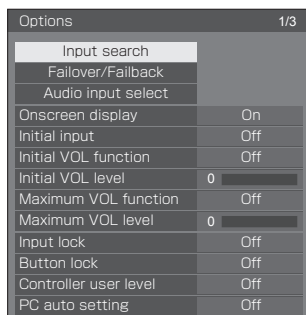 Options 1/3
Input search
Failover/Failback
Audio input select
Onscreen display On
Initial input Off
Initial VOL function Off
Initial VOL level 0
Maximum VOL function Off
Maximum VOL level 0
Input lock Off
Button lock Off
Controller user level Off
PC auto setting Off